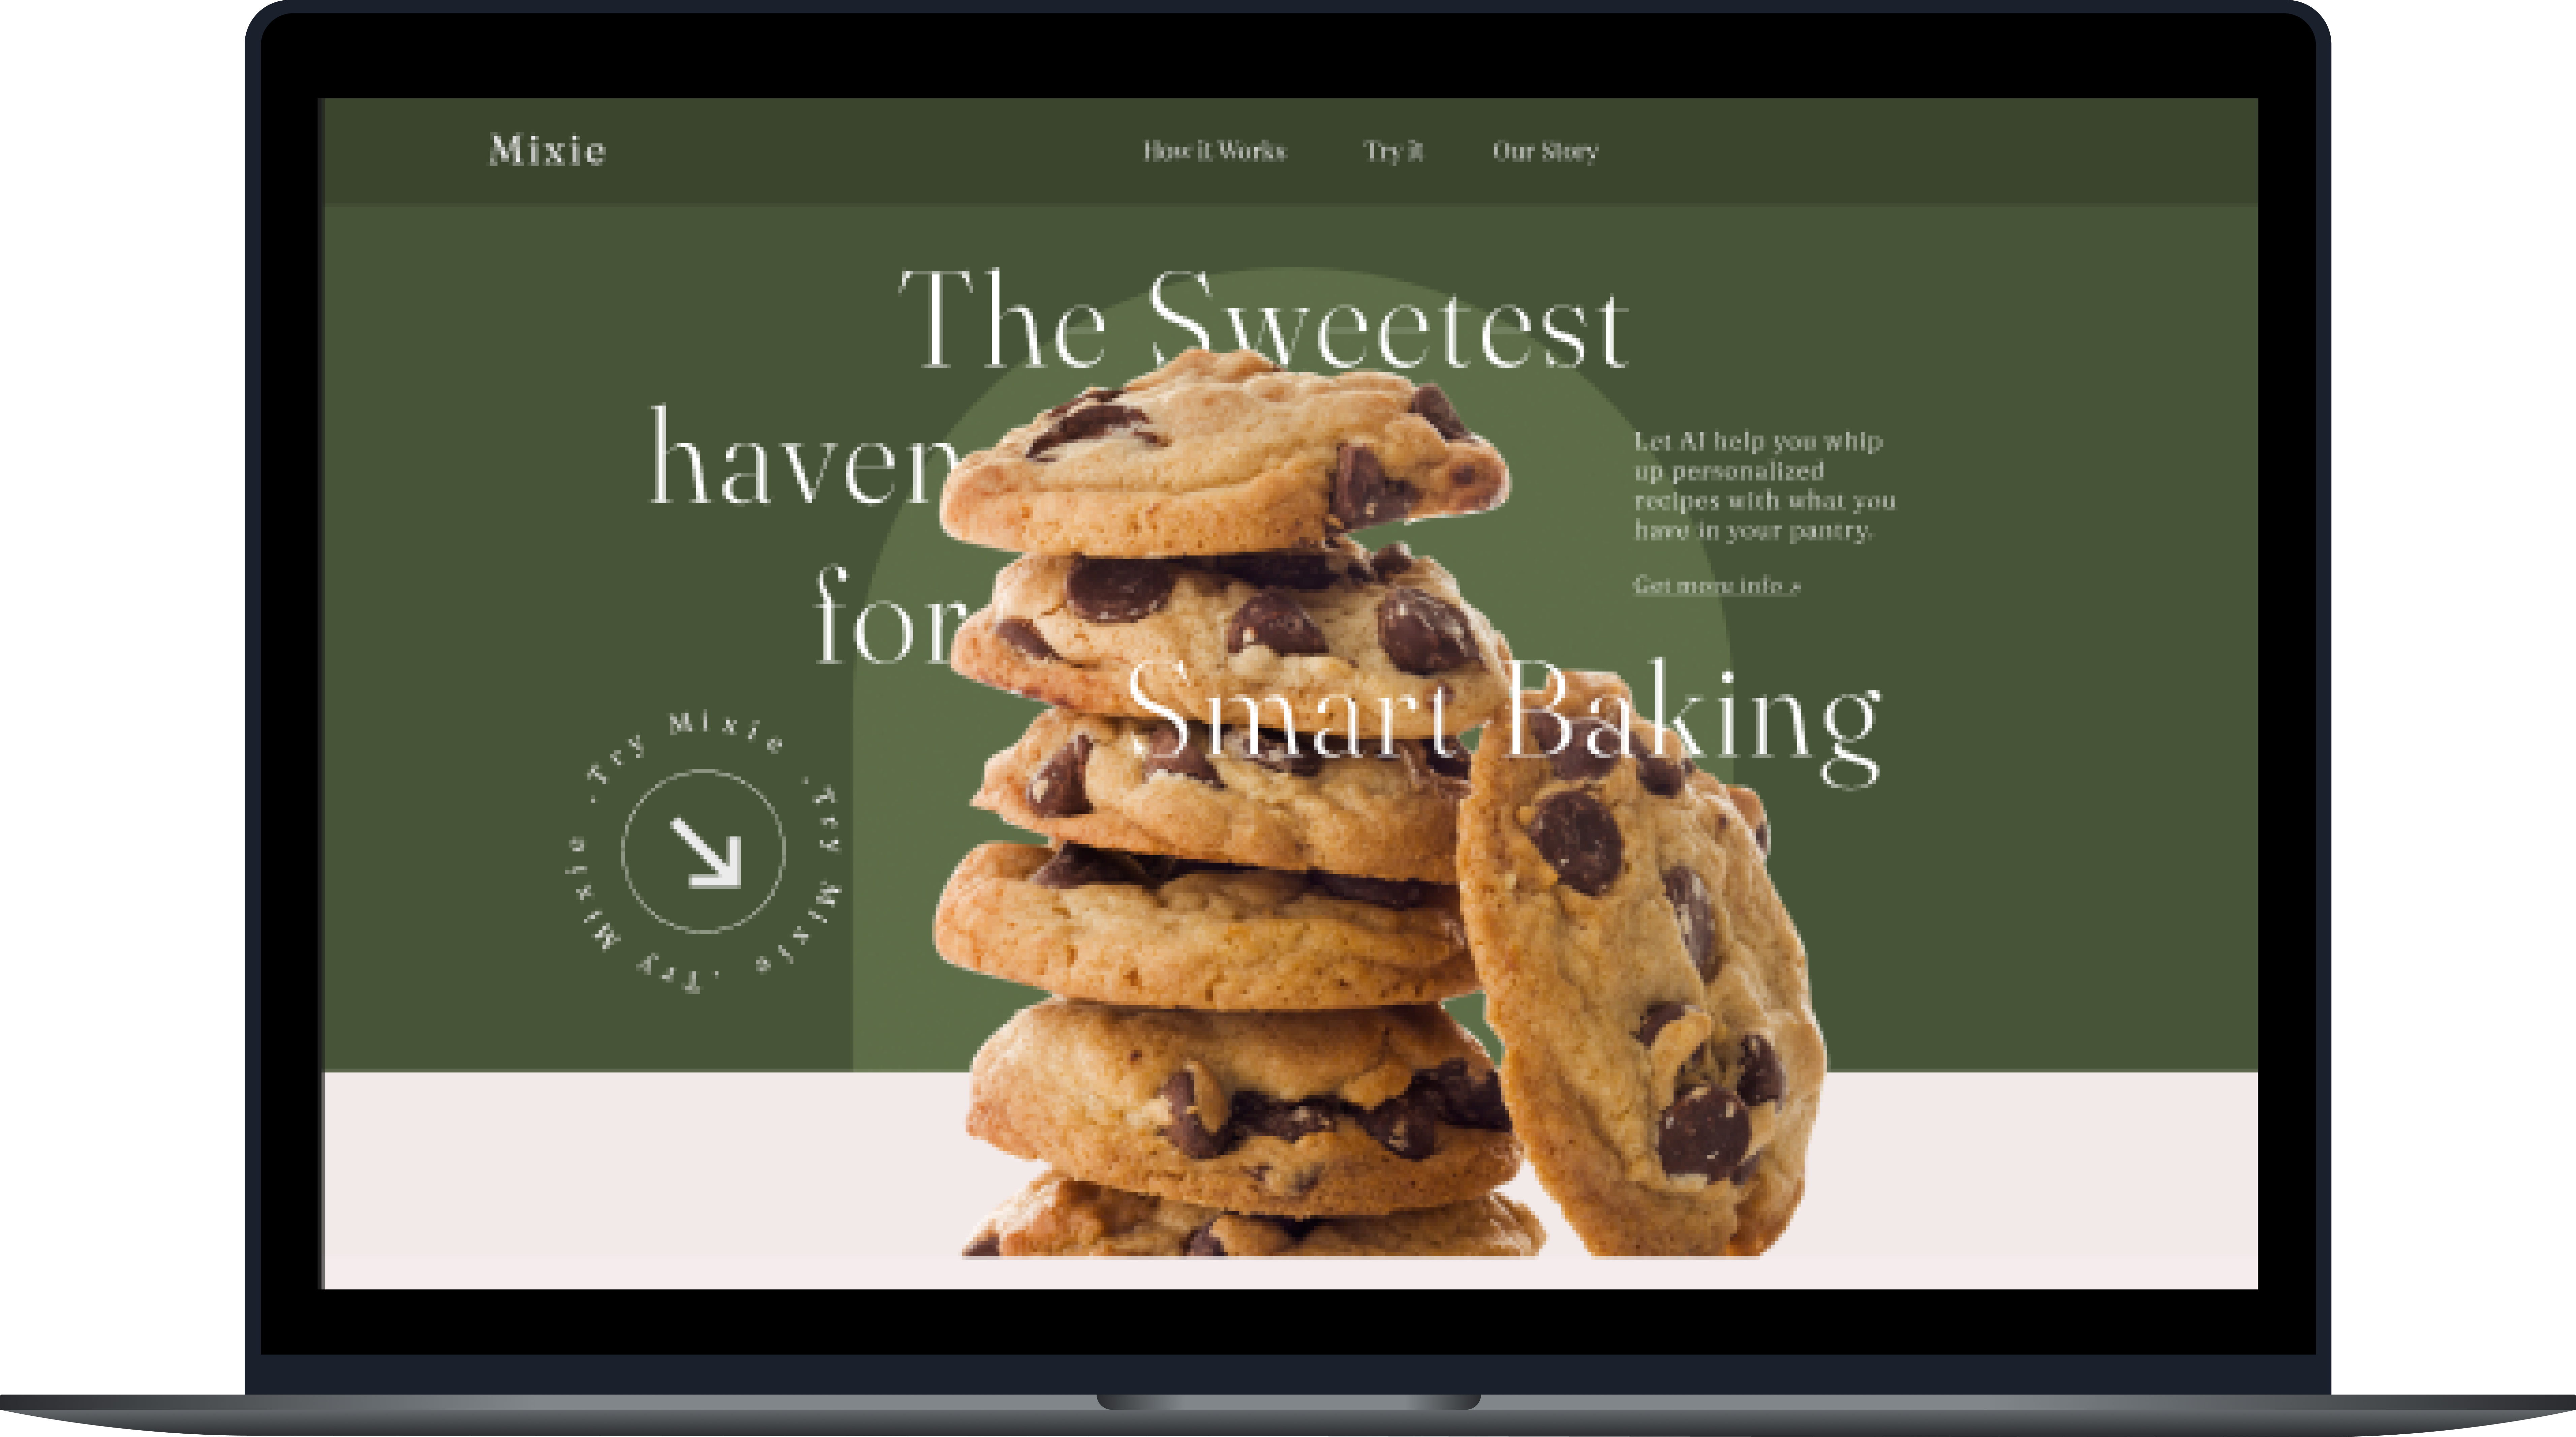 Mixie
How it Works Try it Our Story
The Sweetest
haven
for
Smart Baking
Let AI help you whip
up personalized
recipes with what you
have in your pantry.
Get more info >
Try Mixie · Try Mixie · Try Mixie ·